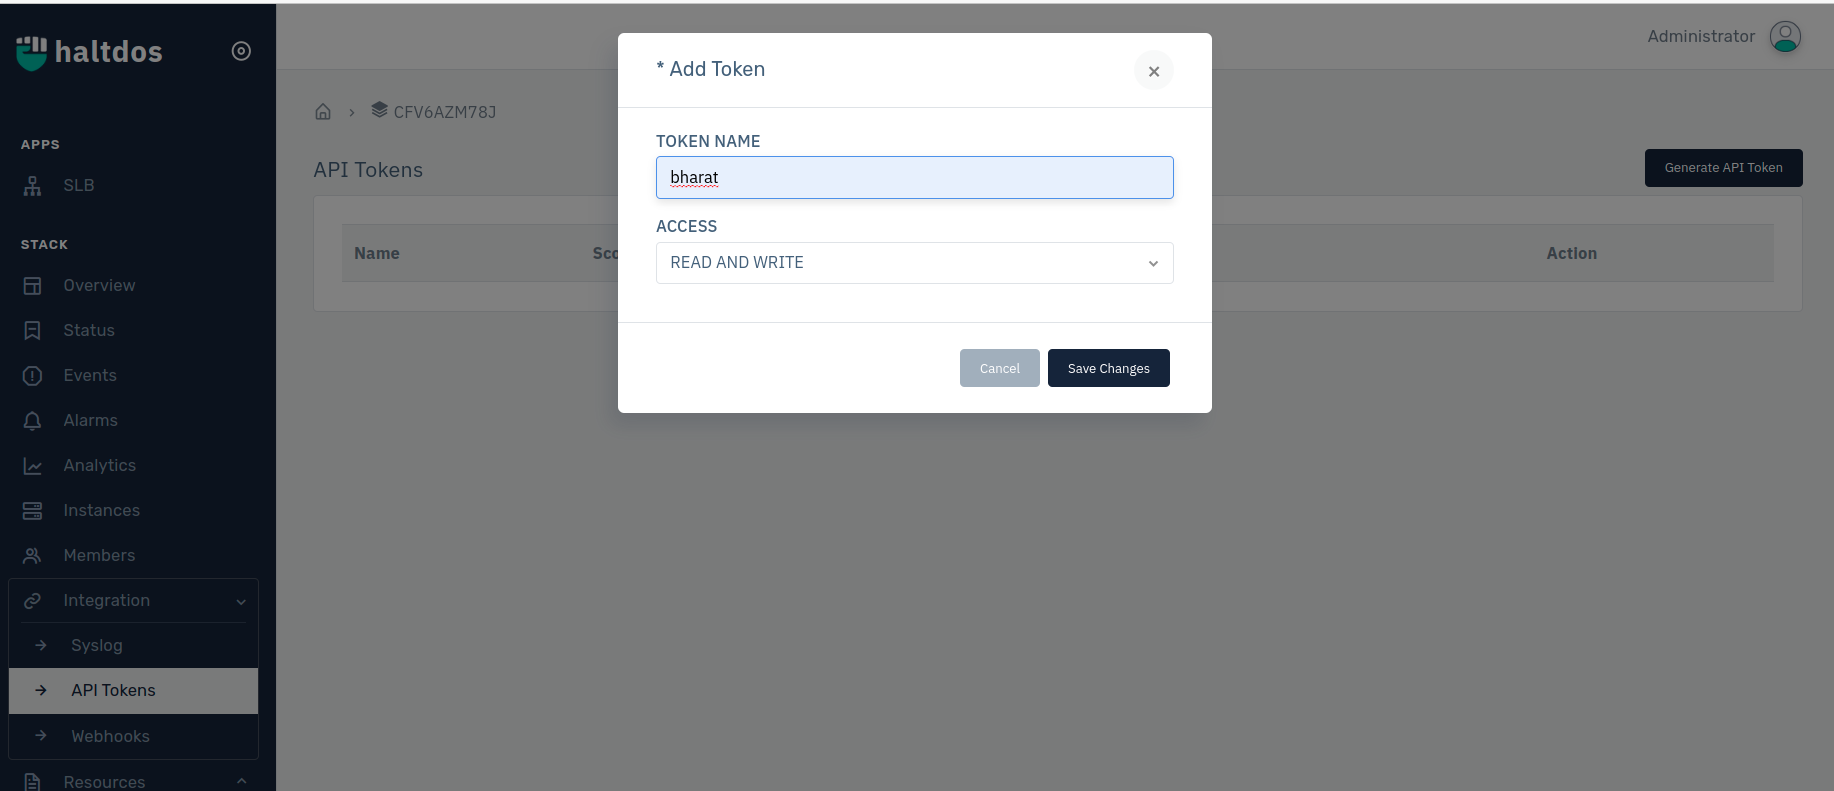 haltdos
Administrator
* Add Token
×
CFV6AZM78J
TOKEN NAME
APPS
API Tokens
Generate API Token
bharat
SLB
ACCESS
STACK
Name
Action
READ AND WRITE
Overview
Status
Events
Cancel
Save Changes
Alarms
Analytics
Instances
Members
Integration
Syslog
API Tokens
Webhooks
Resources